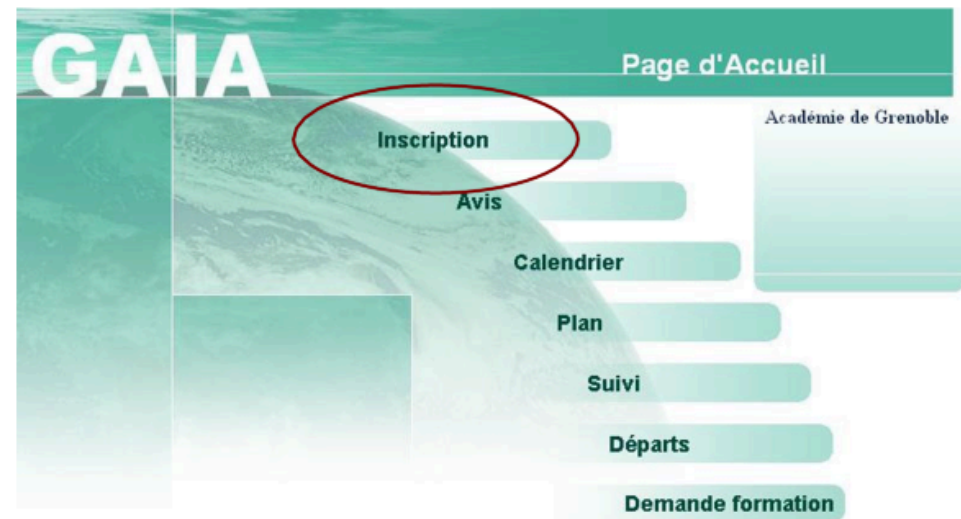 GAIA
Page d'Accueil
Académie de Grenoble
Inscription
Avis
Calendrier
Plan
Suivi
Départs
Demande formation